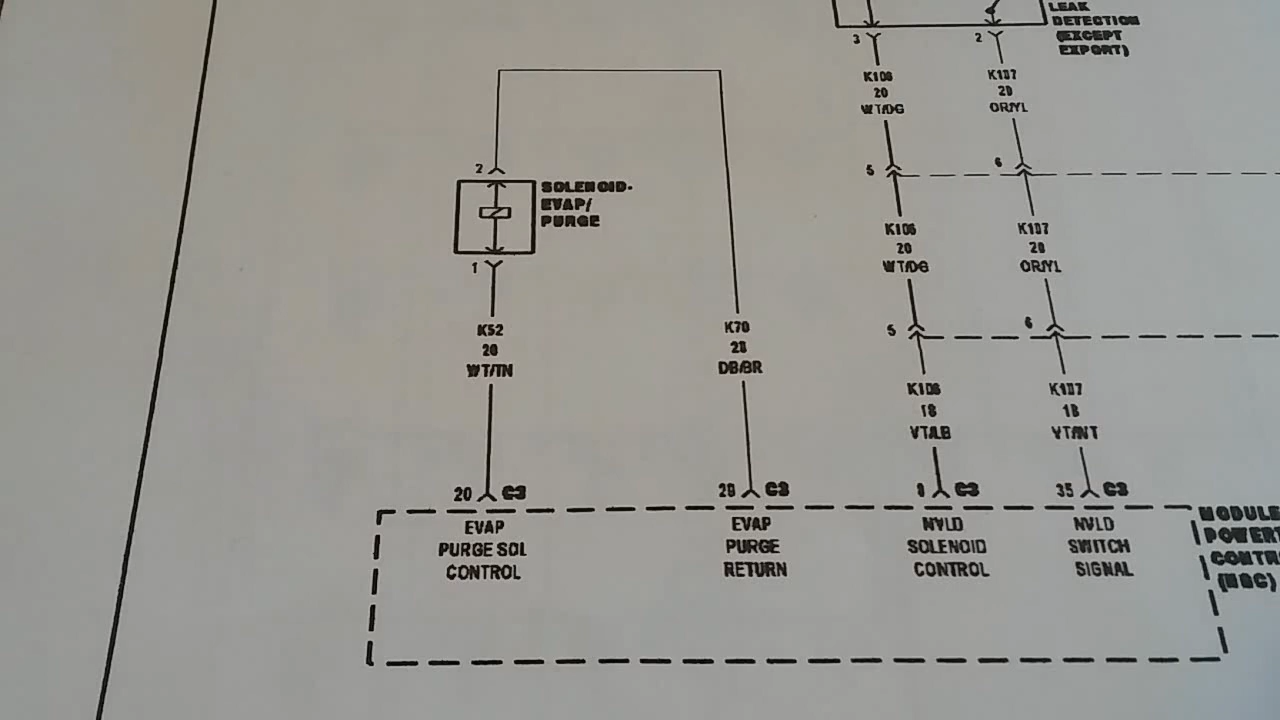 LEAK
DETECTION
(EXCEPT
EXPORT)
3
2
K106
20
WT/DG
K107
20
OR/YL
2
SOLENOID-
EVAP/
PURGE
1
5
6
K106
20
WT/DG
K107
20
OR/YL
K52
20
WT/TN
K70
20
DB/BR
5
6
K106
18
VT/LB
K107
18
VT/NT
20 C3
29 C3
8 C3
35 C3
EVAP
PURGE SOL
CONTROL
EVAP
PURGE
RETURN
NVLD
SOLENOID
CONTROL
NVLD
SWITCH
SIGNAL
MODULE
POWERT
CONTR
(NGC)